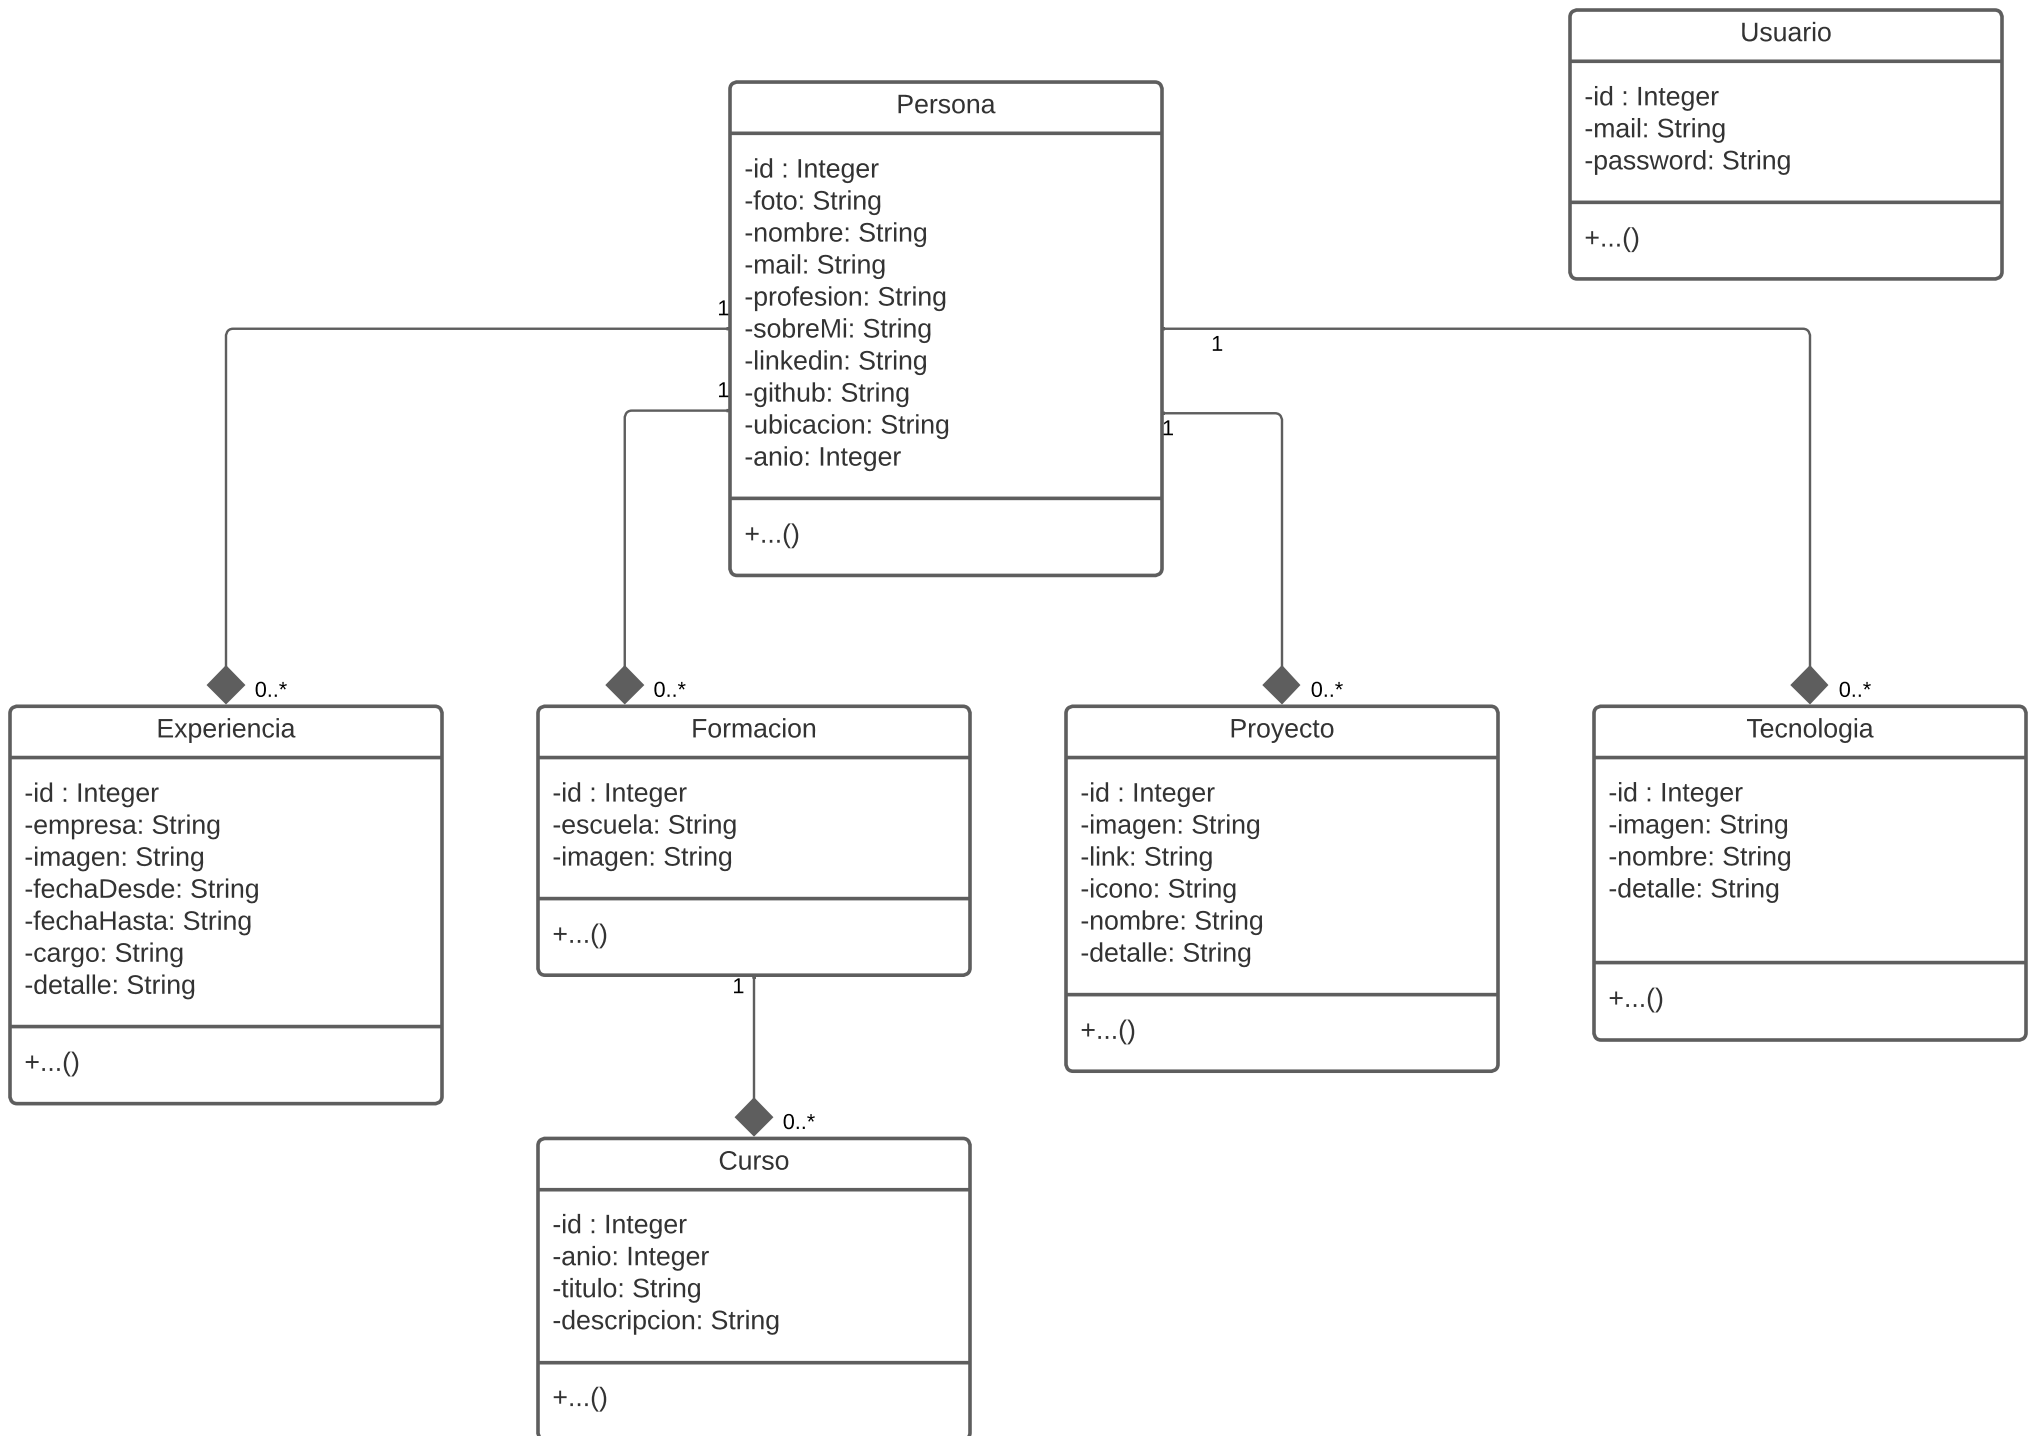 Usuario
-id : Integer
-mail: String
-password: String
+...()
Persona
-id : Integer
-foto: String
-nombre: String
-mail: String
-profesion: String
-sobreMi: String
-linkedin: String
-github: String
-ubicacion: String
-anio: Integer
+...()
1
1
1
1
0..*
0..*
0..*
0..*
Experiencia
-id : Integer
-empresa: String
-imagen: String
-fechaDesde: String
-fechaHasta: String
-cargo: String
-detalle: String
+...()
Formacion
-id : Integer
-escuela: String
-imagen: String
+...()
Proyecto
-id : Integer
-imagen: String
-link: String
-icono: String
-nombre: String
-detalle: String
+...()
Tecnologia
-id : Integer
-imagen: String
-nombre: String
-detalle: String
+...()
1
0..*
Curso
-id : Integer
-anio: Integer
-titulo: String
-descripcion: String
+...()